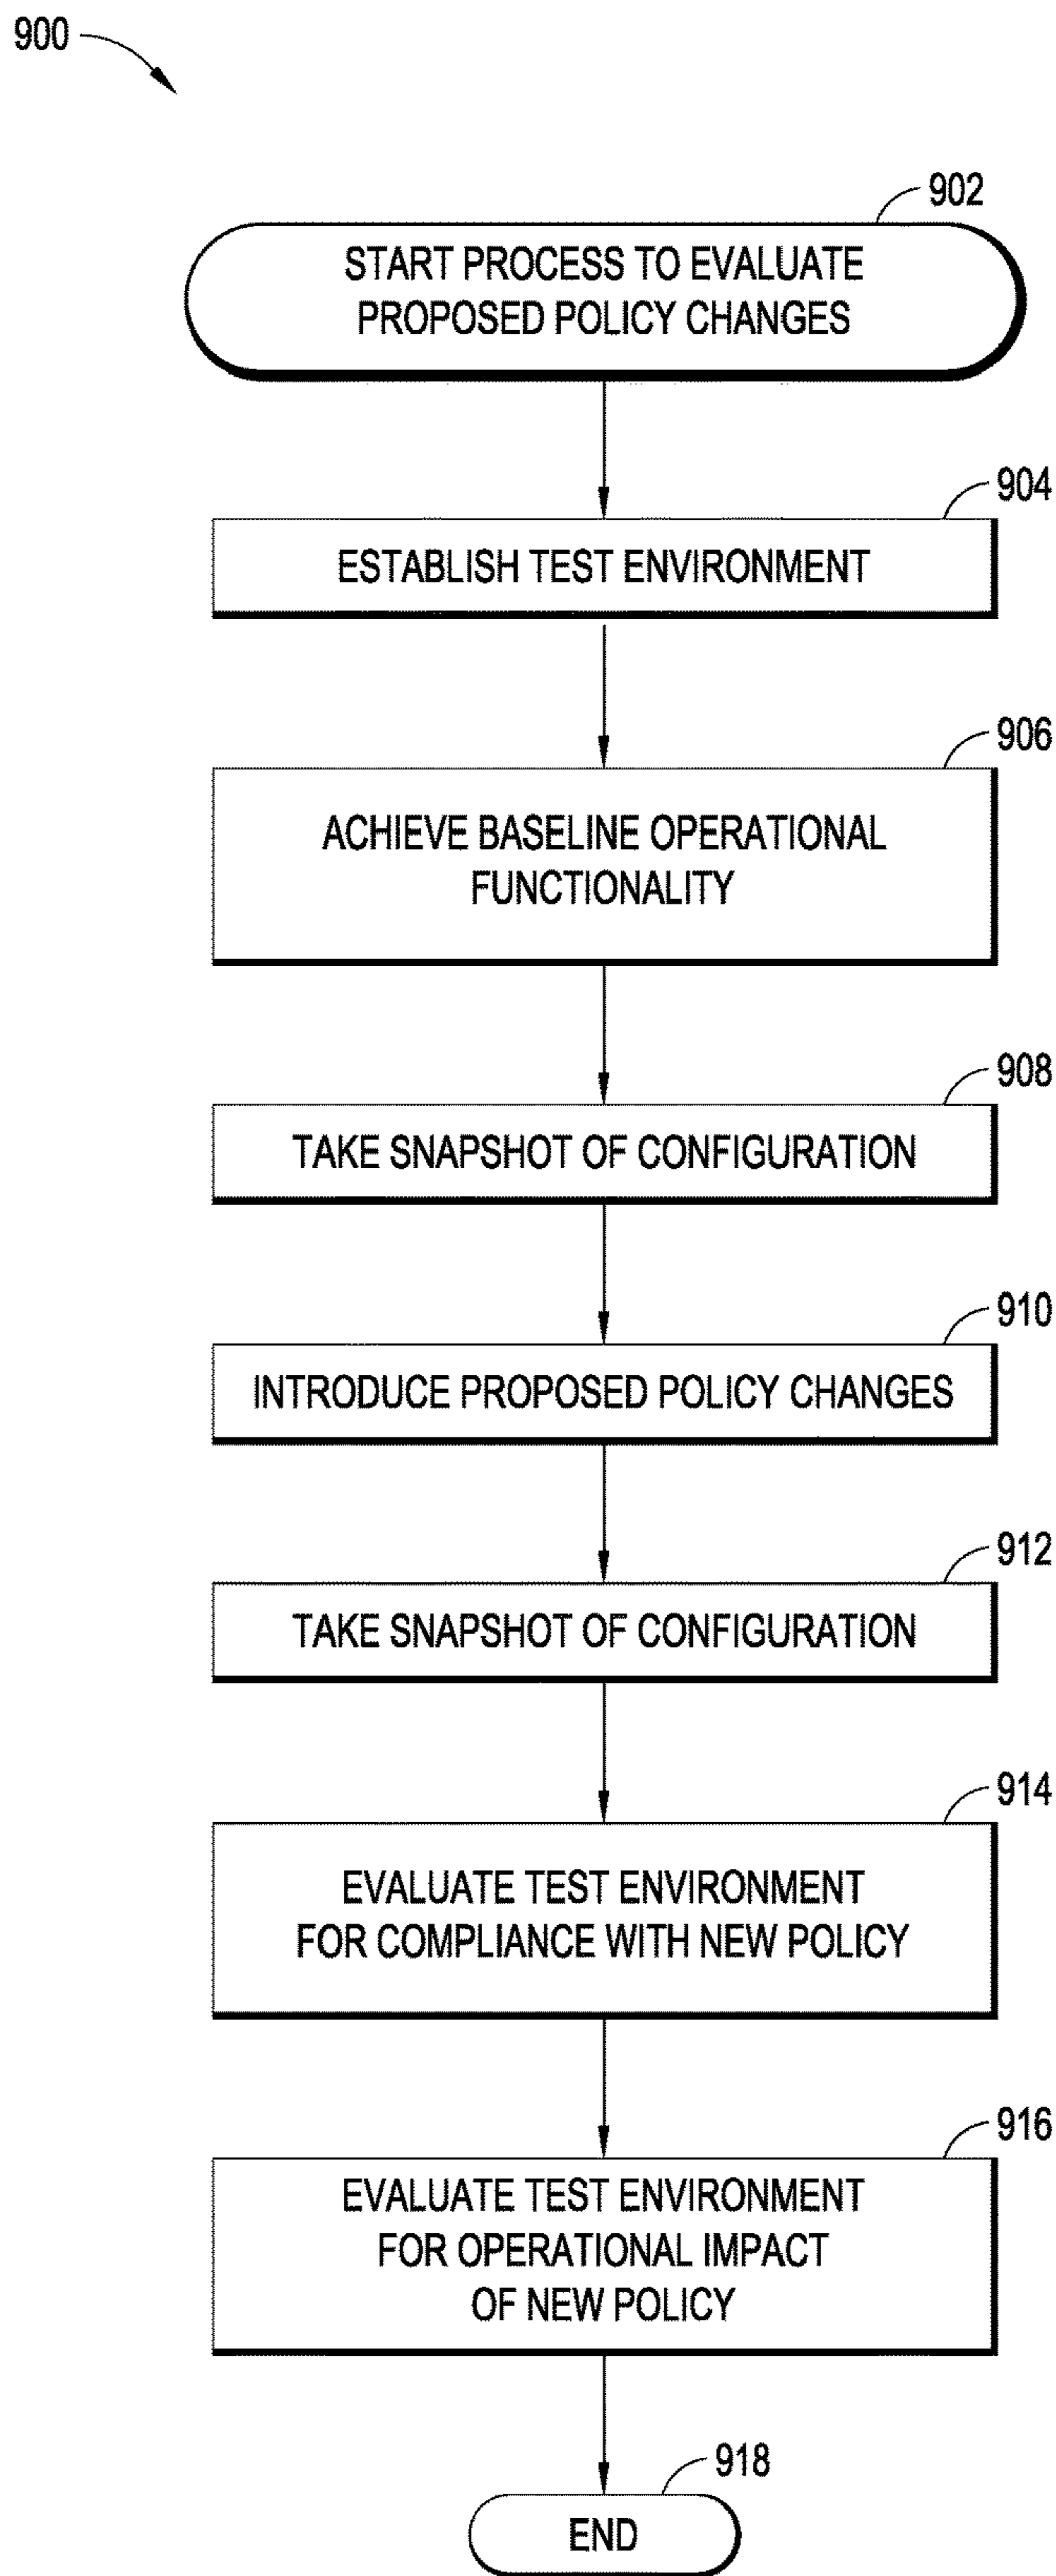 900
902
START PROCESS TO EVALUATE
PROPOSED POLICY CHANGES
904
ESTABLISH TEST ENVIRONMENT
906
ACHIEVE BASELINE OPERATIONAL
FUNCTIONALITY
908
TAKE SNAPSHOT OF CONFIGURATION
910
INTRODUCE PROPOSED POLICY CHANGES
912
TAKE SNAPSHOT OF CONFIGURATION
914
EVALUATE TEST ENVIRONMENT
FOR COMPLIANCE WITH NEW POLICY
916
EVALUATE TEST ENVIRONMENT
FOR OPERATIONAL IMPACT
OF NEW POLICY
918
END